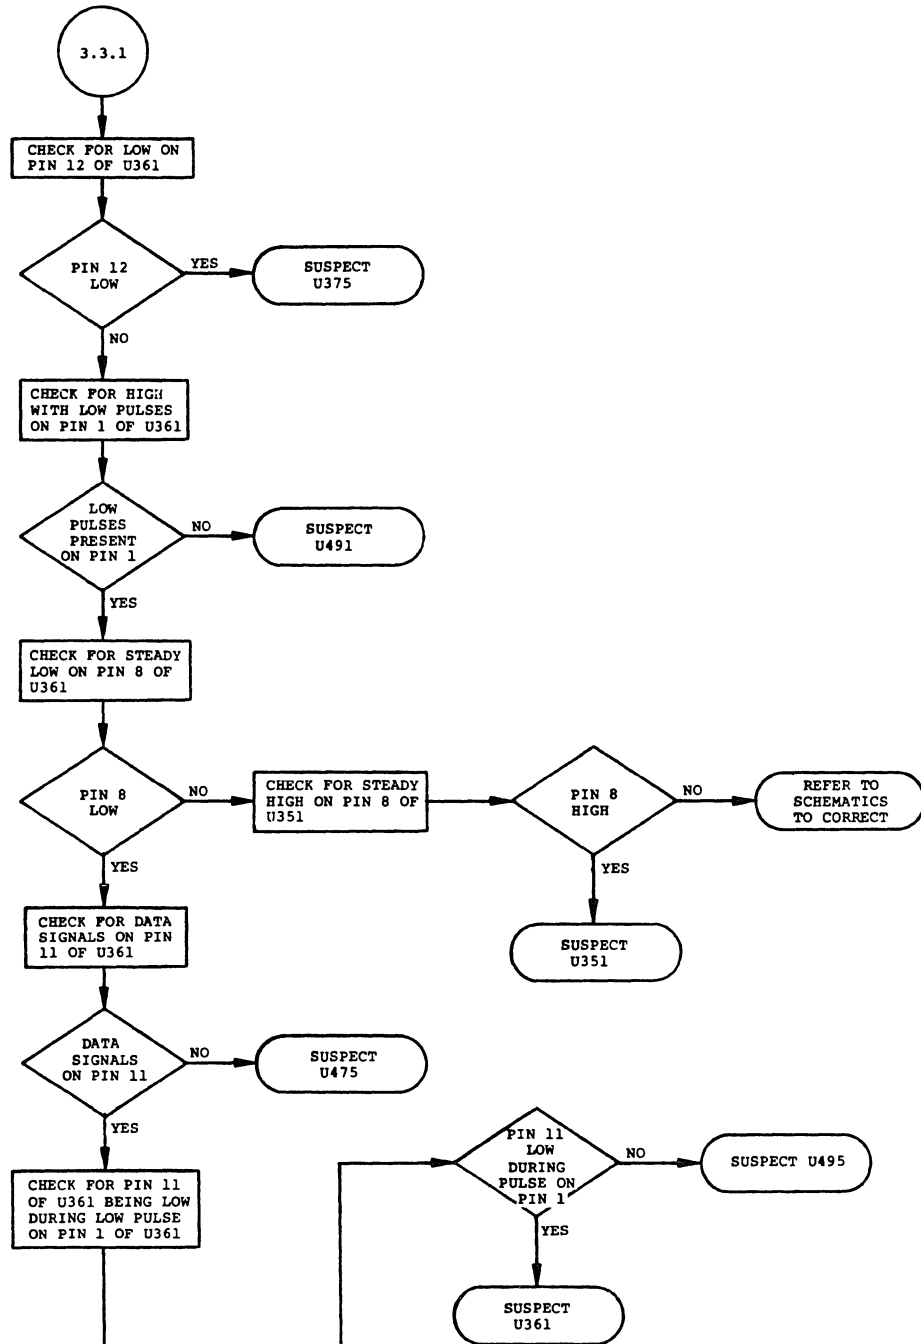 3.3.1
CHECK FOR LOW ON
PIN 12 OF U361
PIN 12
LOW
YES
SUSPECT
U375
NO
CHECK FOR HIGH
WITH LOW PULSES
ON PIN 1 OF U361
LOW
PULSES
PRESENT
ON PIN 1
NO
SUSPECT
U491
YES
CHECK FOR STEADY
LOW ON PIN 8 OF
U361
PIN 8
LOW
NO
CHECK FOR STEADY
HIGH ON PIN 8 OF
U351
PIN 8
HIGH
NO
REFER TO
SCHEMATICS
TO CORRECT
YES
SUSPECT
U351
YES
CHECK FOR DATA
SIGNALS ON PIN
11 OF U361
DATA
SIGNALS
ON PIN 11
NO
SUSPECT
U475
YES
CHECK FOR PIN 11
OF U361 BEING LOW
DURING LOW PULSE
ON PIN 1 OF U361
PIN 11
LOW
DURING
PULSE ON
PIN 1
NO
SUSPECT U495
YES
SUSPECT
U361